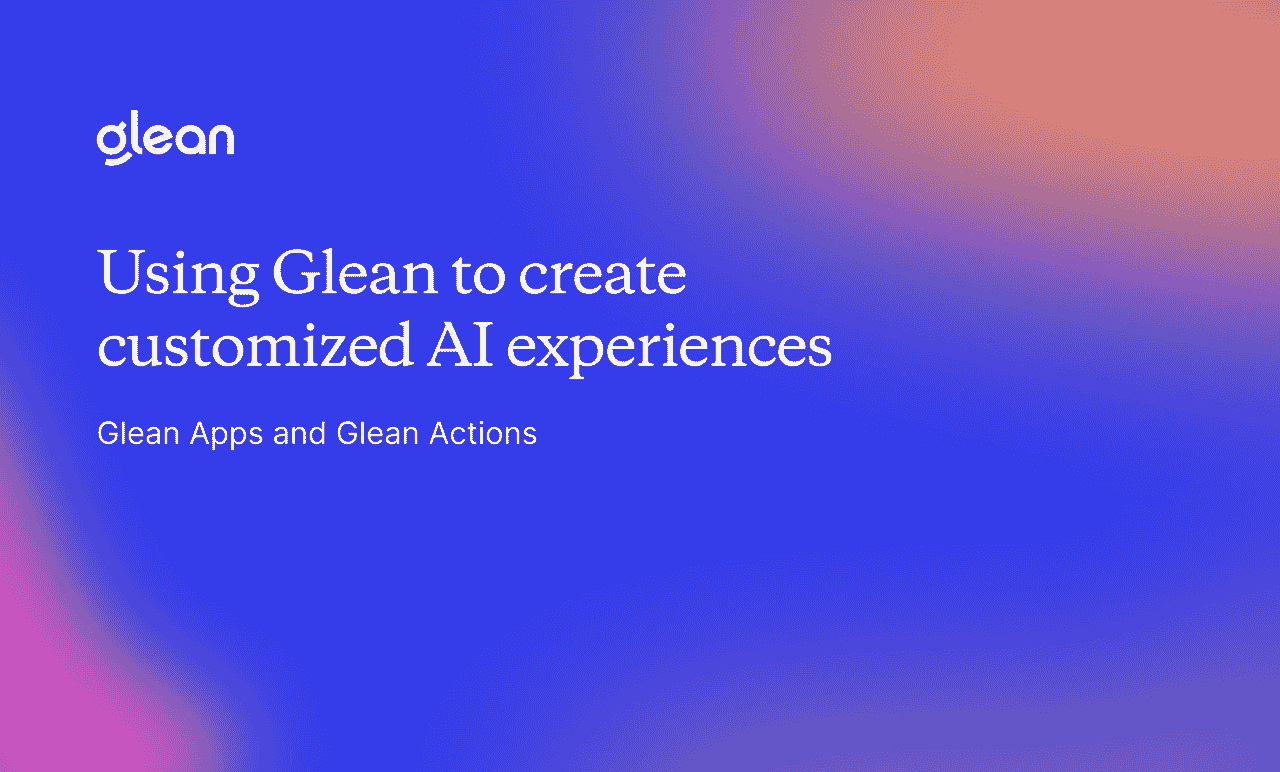 glean
Using Glean to create
customized AI experiences
Glean Apps and Glean Actions